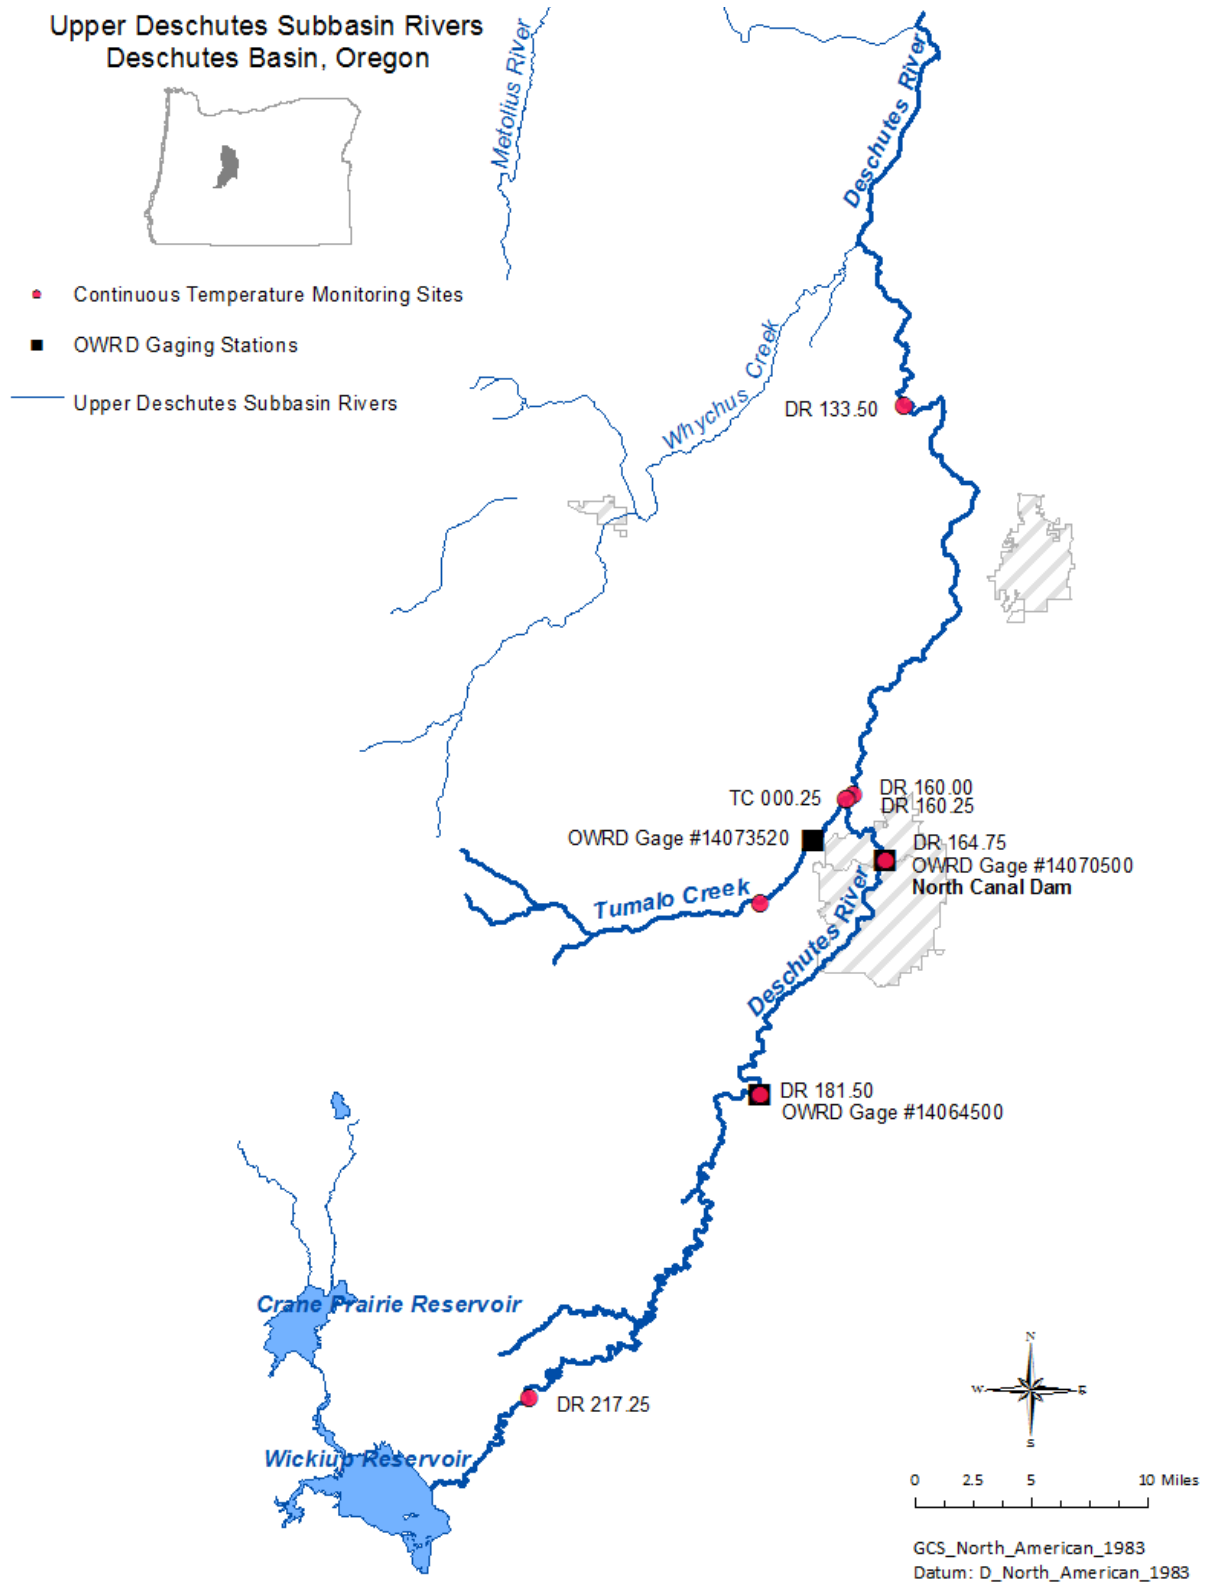 Upper Deschutes Subbasin Rivers
Deschutes Basin, Oregon
Continuous Temperature Monitoring Sites
OWRD Gaging Stations
Upper Deschutes Subbasin Rivers
Metolius River
Deschutes River
Whychus Creek
DR 133.50
DR 160.00
TC 000.25
DR 160.25
OWRD Gage #14073520
DR 164.75
OWRD Gage #14070500
North Canal Dam
Tumalo Creek
Deschutes River
DR 181.50
OWRD Gage #14064500
Crane Prairie Reservoir
DR 217.25
Wickiup Reservoir
N
W
E
S
0 2.5 5 10 Miles
GCS_North_American_1983
Datum: D_North_American_1983